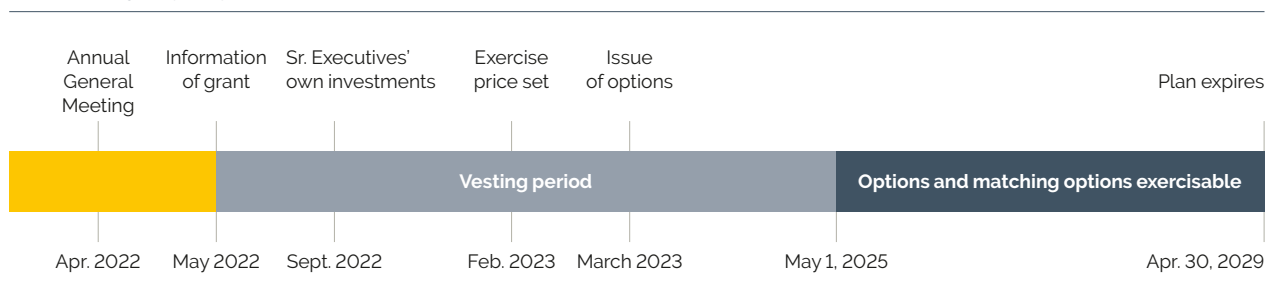 Annual
General
Meeting
Information
of grant
Sr. Executives’
own investments
Exercise
price set
Issue
of options
Plan expires
Vesting period
Options and matching options exercisable
Apr. 2022
May 2022
Sept. 2022
Feb. 2023
March 2023
May 1, 2025
Apr. 30, 2029